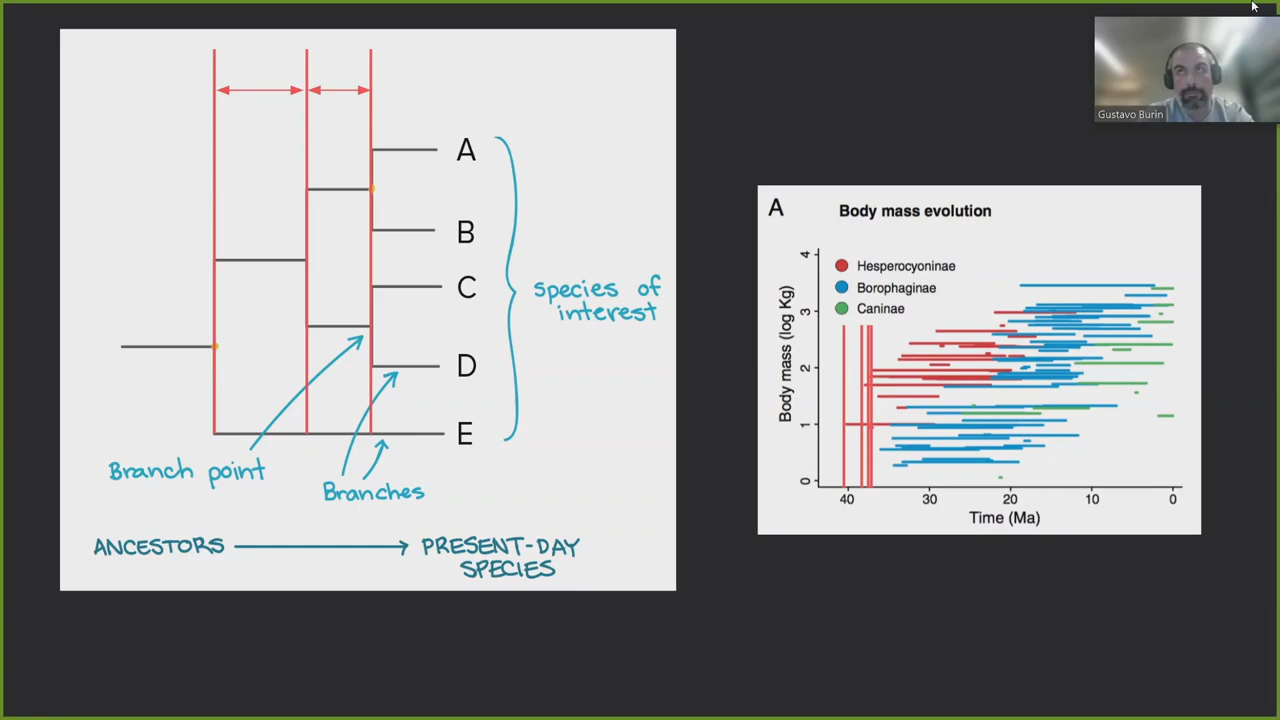 A
B
C
D
E
species of
interest
Branch point
Branches
ANCESTORS
PRESENT-DAY
SPECIES
Gustavo Burin
A
Body mass evolution
Hesperocyoninae
Borophaginae
Caninae
Body mass (log Kg)
4
3
2
1
0
40
30
20
10
0
Time (Ma)